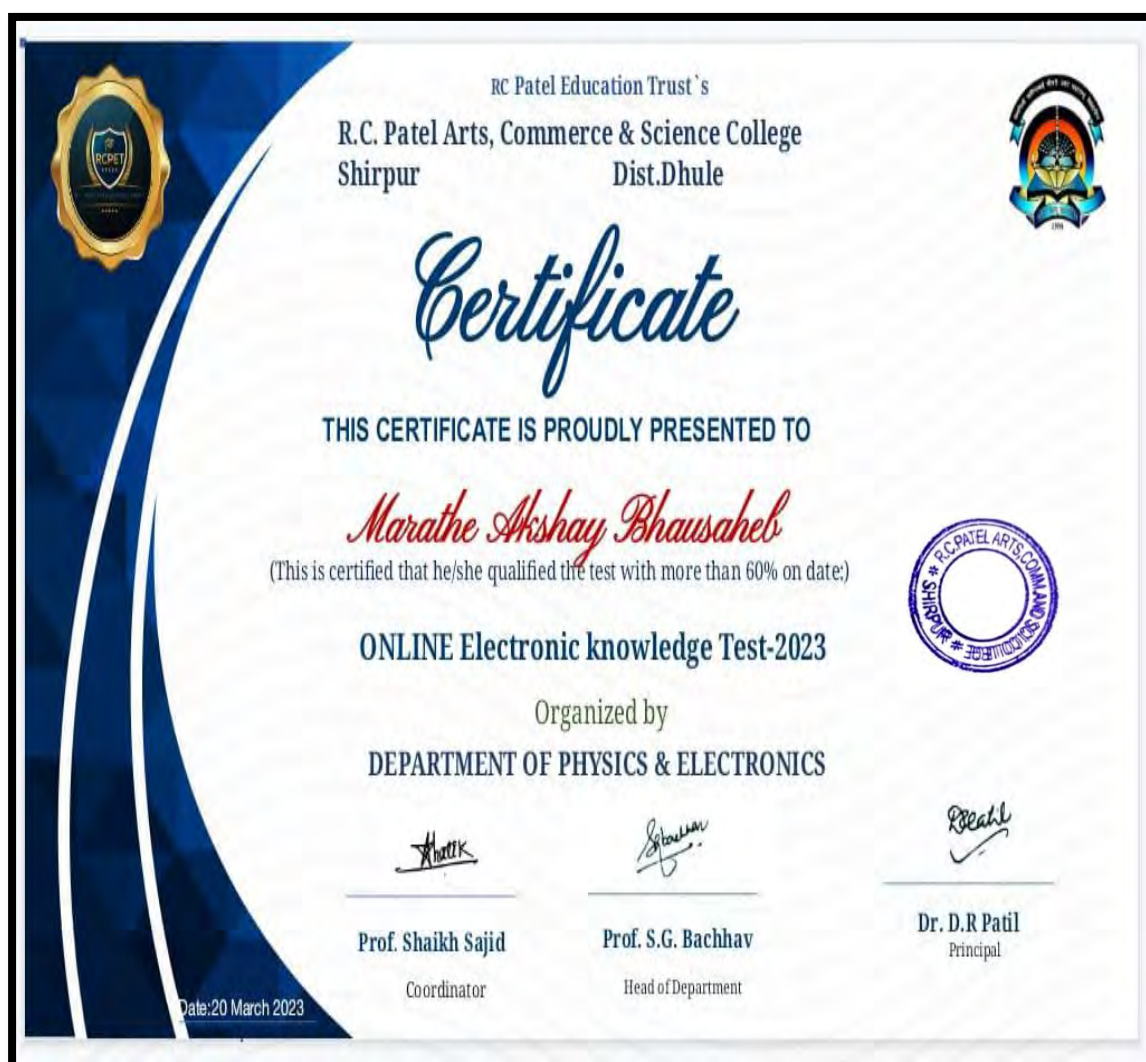 RC Patel Education Trust`s
R.C. Patel Arts, Commerce & Science College
Shirpur Dist.Dhule
RCPET
1990
Certificate
THIS CERTIFICATE IS PROUDLY PRESENTED TO
Marathe Akshay Bhausaheb
(This is certified that he/she qualified the test with more than 60% on date:)
R.C.PATEL ARTS,COMM.AND
SHIRPUR
ONLINE Electronic knowledge Test-2023
Organized by
DEPARTMENT OF PHYSICS & ELECTRONICS
Prof. Shaikh Sajid
Coordinator
Prof. S.G. Bachhav
Head of Department
Dr. D.R Patil
Principal
Date:20 March 2023